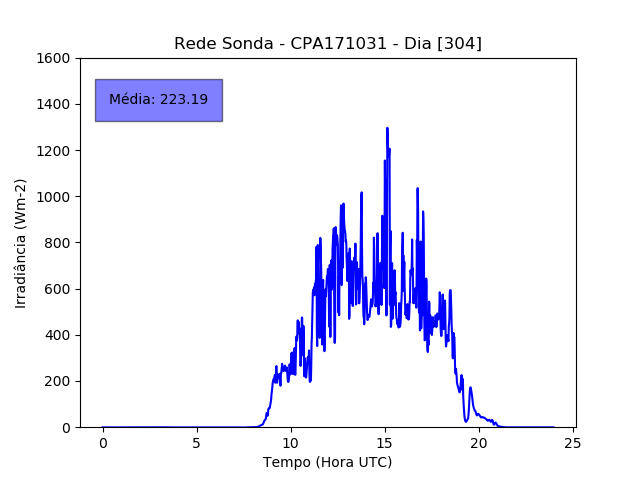 Rede Sonda - CPA171031 - Dia [304]
1600
1400
1200
1000
800
600
400
200
0
Média: 223.19
Irradiância (Wm-2)
0 5 10 15 20 25
Tempo (Hora UTC)